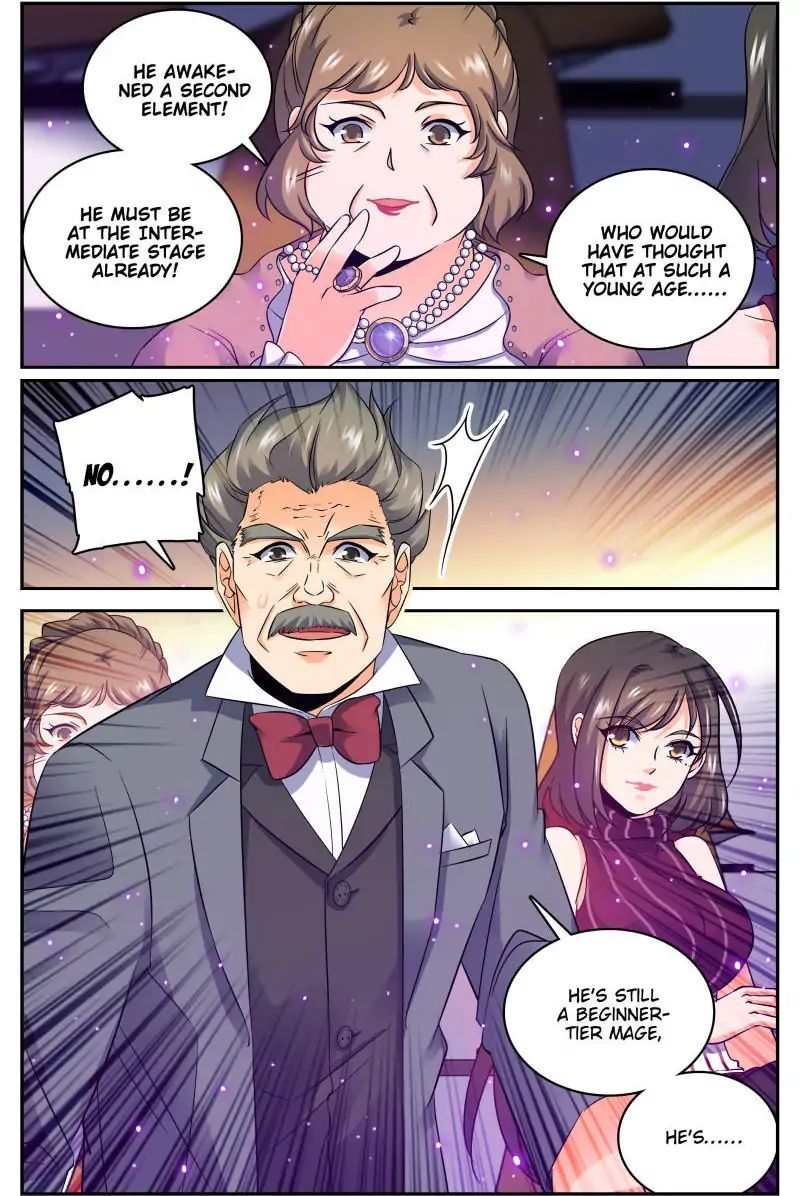 HE AWAKE-
NED A SECOND
ELEMENT!
HE MUST BE
AT THE INTER-
MEDIATE STAGE
ALREADY!
WHO WOULD
HAVE THOUGHT
THAT AT SUCH A
YOUNG AGE......
NO......!
HE'S STILL
A BEGINNER-
TIER MAGE,
HE'S......